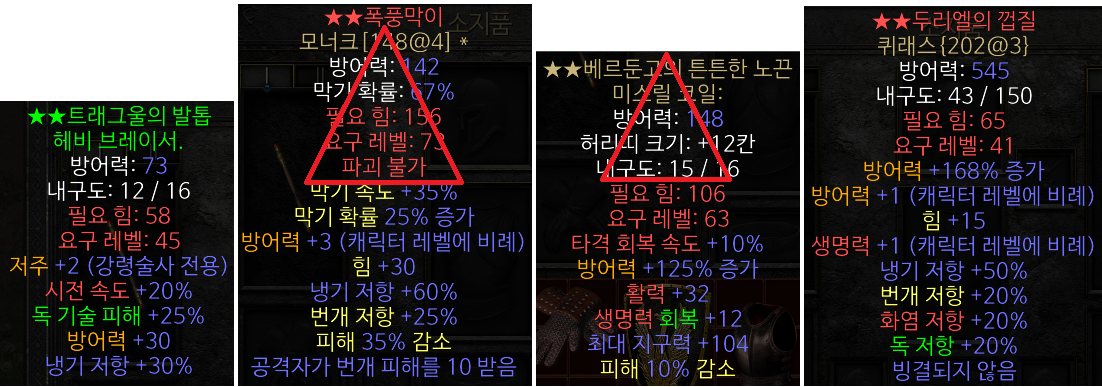 ★★트래그울의 발톱
헤비 브레이서.
방어력: 73
내구도: 12 / 16
필요 힘: 58
요구 레벨: 45
저주 +2 (강령술사 전용)
시전 속도 +20%
독 기술 피해 +25%
방어력 +30
냉기 저항 +30%
★★폭풍막이
소지품
모너크[148@4] *
방어력: 142
막기 확률: 67%
필요 힘: 156
요구 레벨: 73
파괴 불가
막기 속도 +35%
막기 확률 25% 증가
방어력 +3 (캐릭터 레벨에 비례)
힘 +30
냉기 저항 +60%
번개 저항 +25%
피해 35% 감소
공격자가 번개 피해를 10 받음
★★베르둔고의 튼튼한 노끈
미스릴 코일:
방어력: 148
허리띠 크기: +12칸
내구도: 15 / 16
필요 힘: 106
요구 레벨: 63
타격 회복 속도 +10%
방어력 +125% 증가
활력 +32
생명력 회복 +12
최대 지구력 +104
피해 10% 감소
★★두리엘의 껍질
퀴래스{202@3}
방어력: 545
내구도: 43 / 150
필요 힘: 65
요구 레벨: 41
방어력 +168% 증가
방어력 +1 (캐릭터 레벨에 비례)
힘 +15
생명력 +1 (캐릭터 레벨에 비례)
냉기 저항 +50%
번개 저항 +20%
화염 저항 +20%
독 저항 +20%
빙결되지 않음